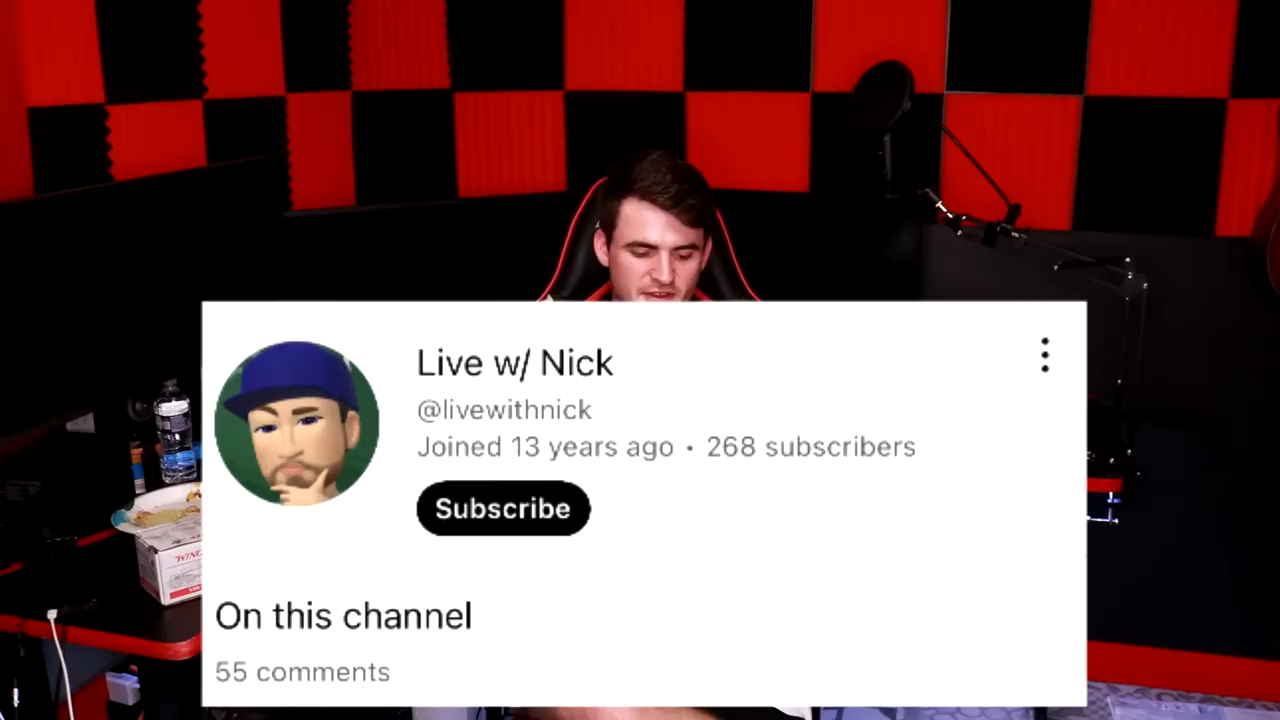 Live w/ Nick
@livewithnick
Joined 13 years ago • 268 subscribers
Subscribe
On this channel
55 comments